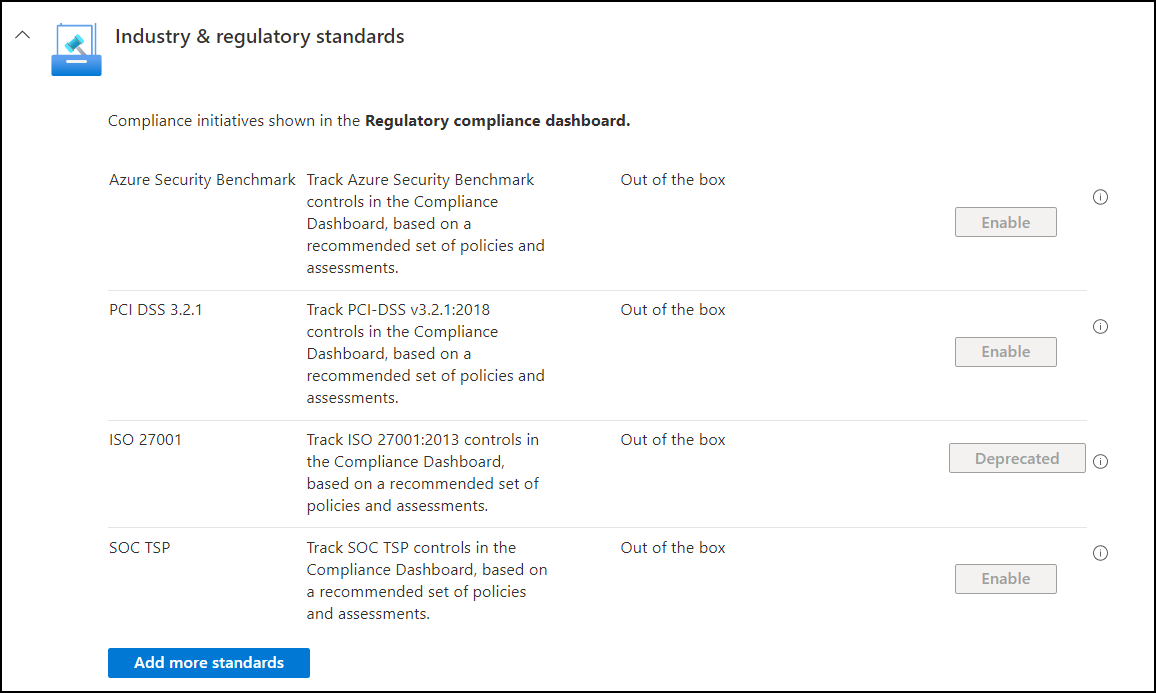 Industry & regulatory standards
Compliance initiatives shown in the Regulatory compliance dashboard.
Azure Security Benchmark
Track Azure Security Benchmark
controls in the Compliance
Dashboard, based on a
recommended set of policies and
assessments.
Out of the box
Enable
PCI DSS 3.2.1
Track PCI-DSS v3.2.1:2018
controls in the Compliance
Dashboard, based on a
recommended set of policies and
assessments.
Out of the box
Enable
ISO 27001
Track ISO 27001:2013 controls in
the Compliance Dashboard,
based on a recommended set of
policies and assessments.
Out of the box
Deprecated
SOC TSP
Track SOC TSP controls in the
Compliance Dashboard, based on
a recommended set of policies
and assessments.
Out of the box
Enable
Add more standards